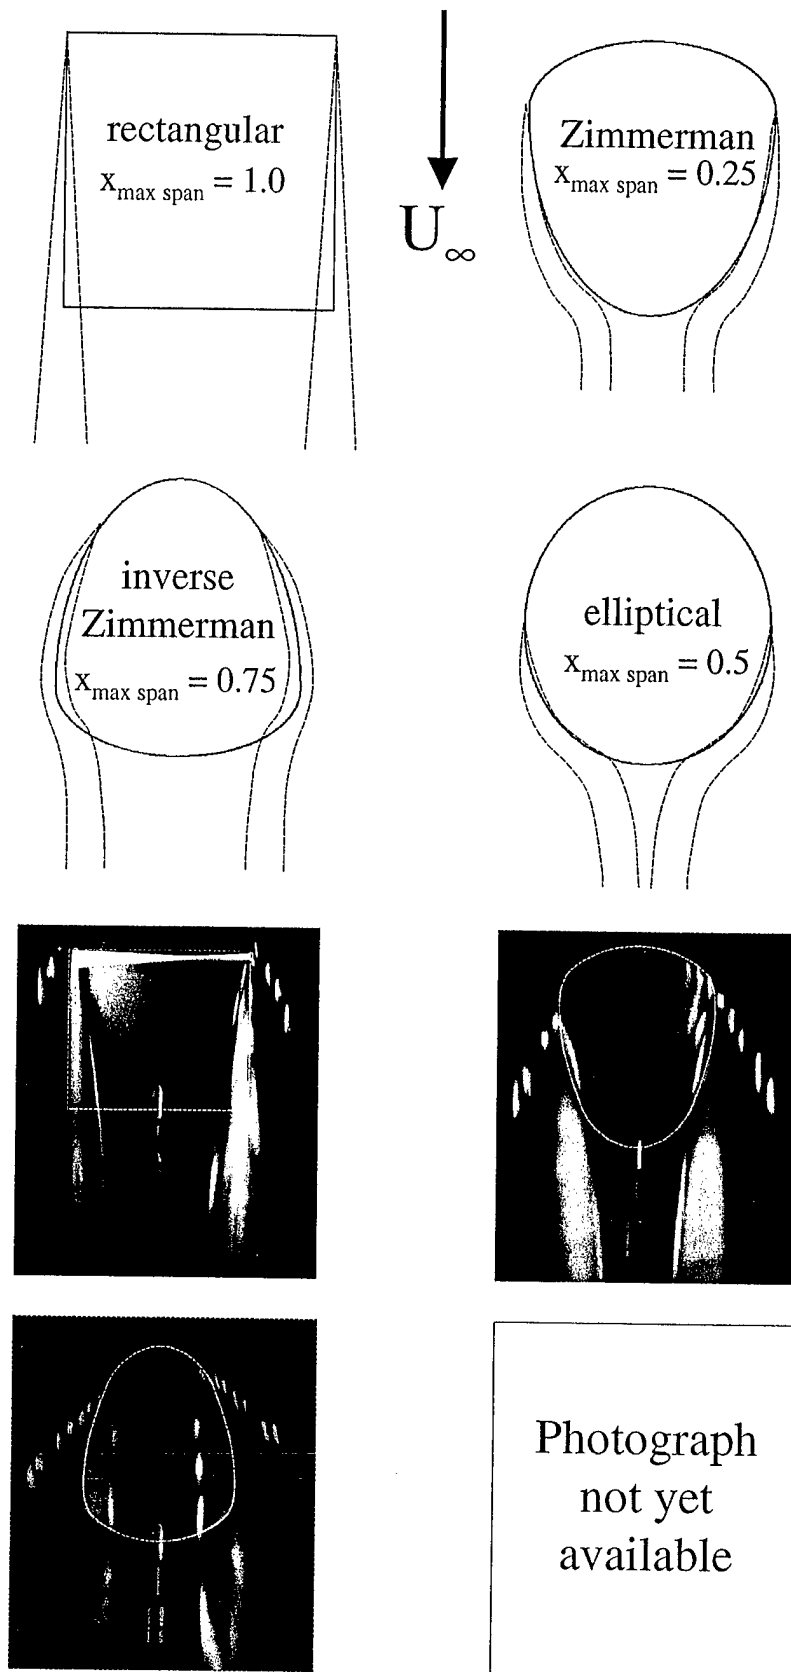 rectangular
x_max span = 1.0
U_∞
Zimmerman
x_max span = 0.25
inverse
Zimmerman
x_max span = 0.75
elliptical
x_max span = 0.5
Photograph
not yet
available